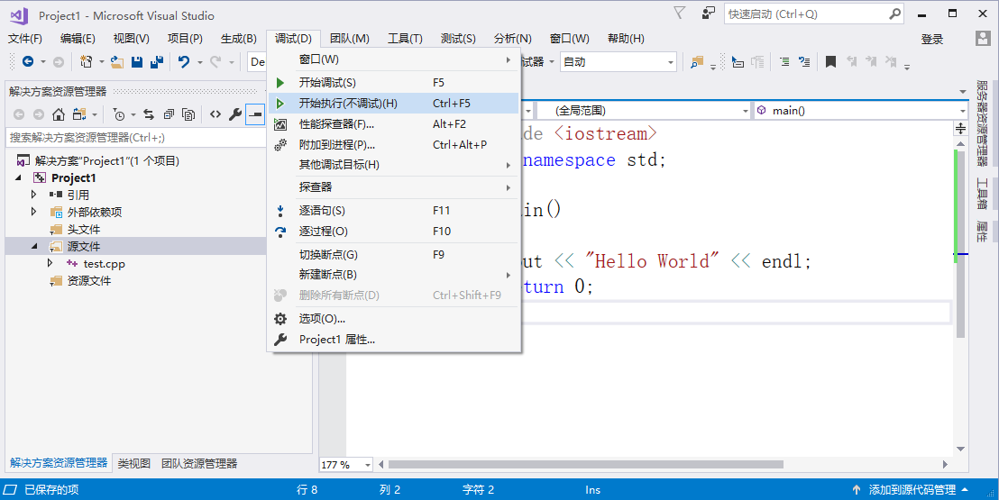 Project1 - Microsoft Visual Studio
快速启动 (Ctrl+Q)
文件(F) 编辑(E) 视图(V) 项目(P) 生成(B) 调试(D) 团队(M) 工具(T) 测试(S) 分析(N) 窗口(W) 帮助(H) 登录
De
试器
自动
解决方案资源管理器
搜索解决方案资源管理器(Ctrl+;)
解决方案"Project1"(1 个项目)
Project1
引用
外部依赖项
头文件
源文件
test.cpp
资源文件
解决方案资源管理器 类视图 团队资源管理器
窗口(W)
开始调试(S) F5
开始执行(不调试)(H) Ctrl+F5
性能探查器(F)... Alt+F2
附加到进程(P)... Ctrl+Alt+P
其他调试目标(H)
探查器
逐语句(S) F11
逐过程(O) F10
切换断点(G) F9
新建断点(B)
删除所有断点(D) Ctrl+Shift+F9
选项(O)...
Project1 属性...
(全局范围) main()
de <iostream>
namespace std;
in()
ut << "Hello World" << endl;
turn 0;
177 %
服务器资源管理器
工具箱
属性
已保存的项 行 8 列 2 字符 2 Ins 添加到源代码管理